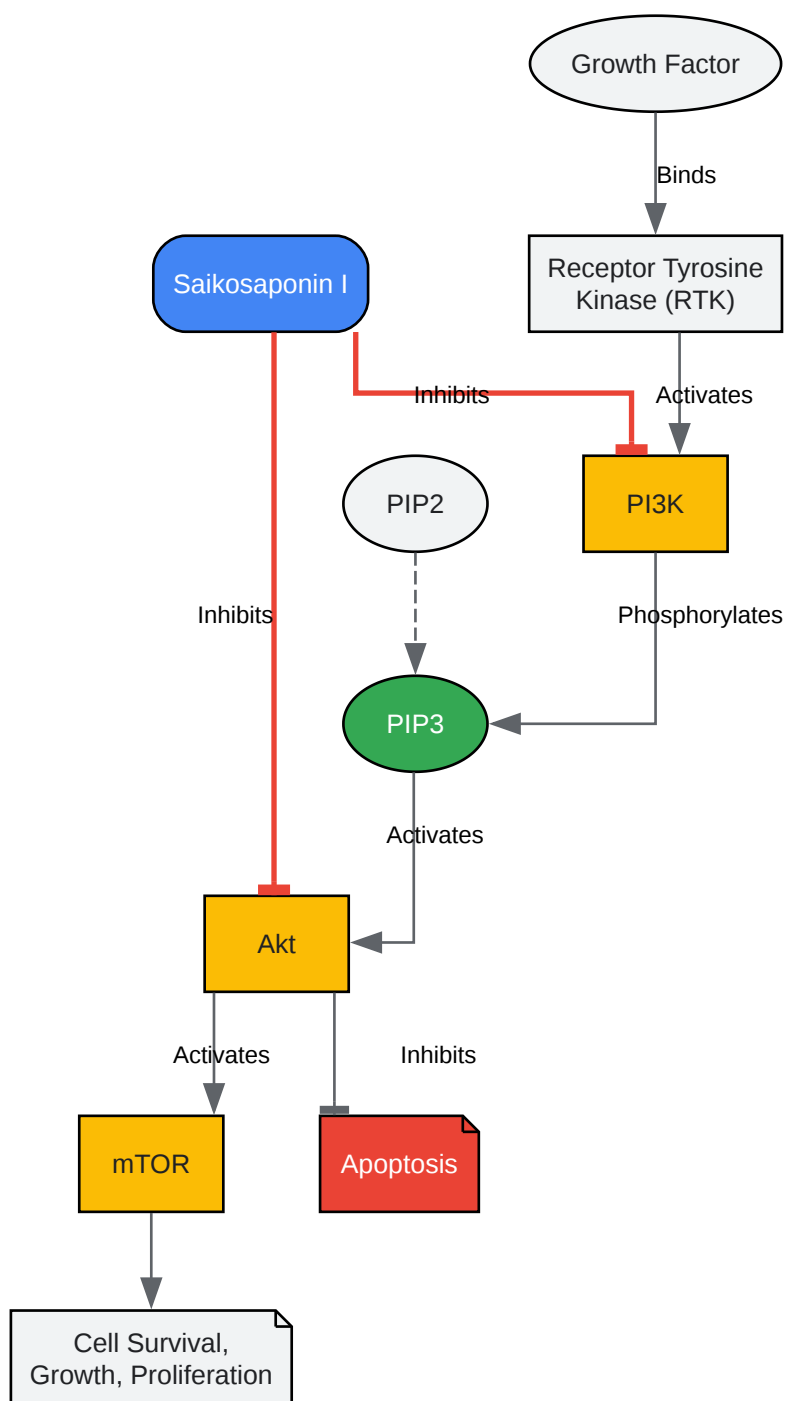 Growth Factor
Binds
Saikosaponin I
Receptor Tyrosine
Kinase (RTK)
Inhibits
Activates
PIP2
PI3K
Inhibits
Phosphorylates
PIP3
Activates
Akt
Activates
Inhibits
mTOR
Apoptosis
Cell Survival,
Growth, Proliferation